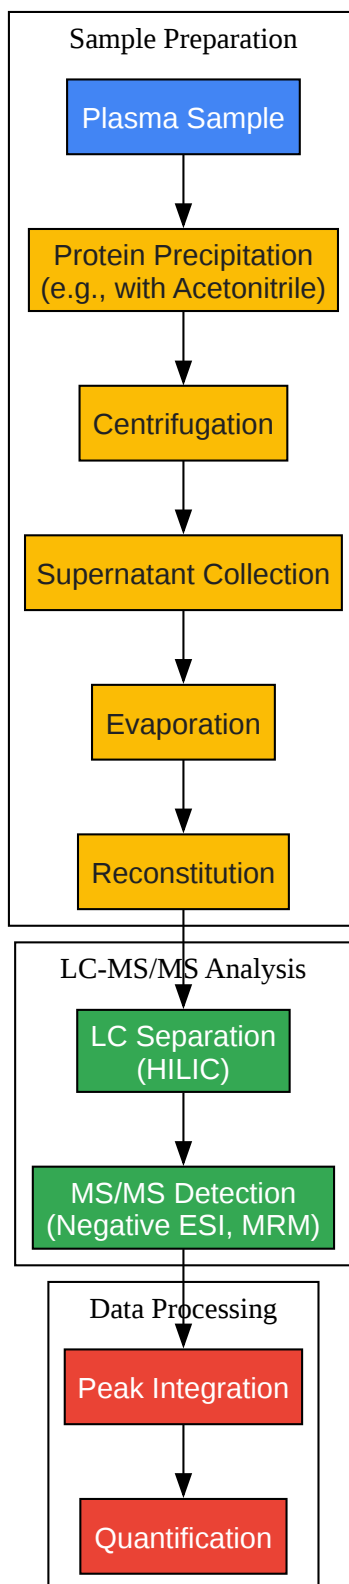 Sample Preparation
Plasma Sample
Protein Precipitation
(e.g., with Acetonitrile)
Centrifugation
Supernatant Collection
Evaporation
Reconstitution
LC-MS/MS Analysis
LC Separation
(HILIC)
MS/MS Detection
(Negative ESI, MRM)
Data Processing
Peak Integration
Quantification